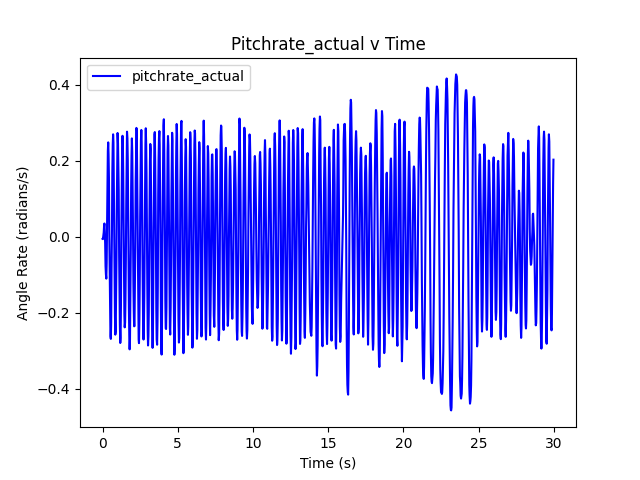 Pitchrate_actual v Time
pitchrate_actual
Angle Rate (radians/s)
0.4
0.2
0.0
−0.2
−0.4
0 5 10 15 20 25 30
Time (s)